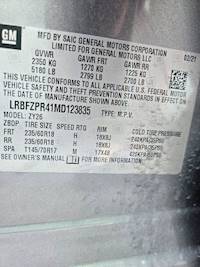 GM
MFD BY SAIC GENERAL MOTORS CORPORATION
LIMITED FOR GENERAL MOTORS LLC 02/21
GVWR GAWR FRT GAWR RR
2350 KG 1270 KG 1225 KG
5180 LB 2799 LB 2700 LB
THIS VEHICLE CONFORMS TO ALL APPLICABLE U.S. FEDERAL MOTOR
VEHICLE SAFETY AND THEFT PREVENTION STANDARDS IN EFFECT
ON THE DATE OF MANUFACTURE SHOWN ABOVE.
LRBFZPR41MD123835 TYPE: M.P.V.
MODEL: ZY26
TIRE SIZE SPEED RTG RIM COLD TIRE PRESSURE
FRT 235/60R18 H 18X8J
RR 235/60R18 H 18X8J
SPA T145/70R17 M 17X4B
SEE OWNER'S MANUAL